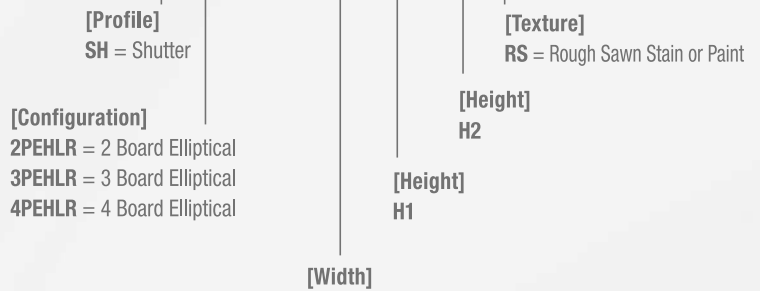 [Profile]
SH = Shutter
[Texture]
RS = Rough Sawn Stain or Paint
[Height]
H2
[Configuration]
2PEHLR = 2 Board Elliptical
3PEHLR = 3 Board Elliptical
4PEHLR = 4 Board Elliptical
[Height]
H1
[Width]